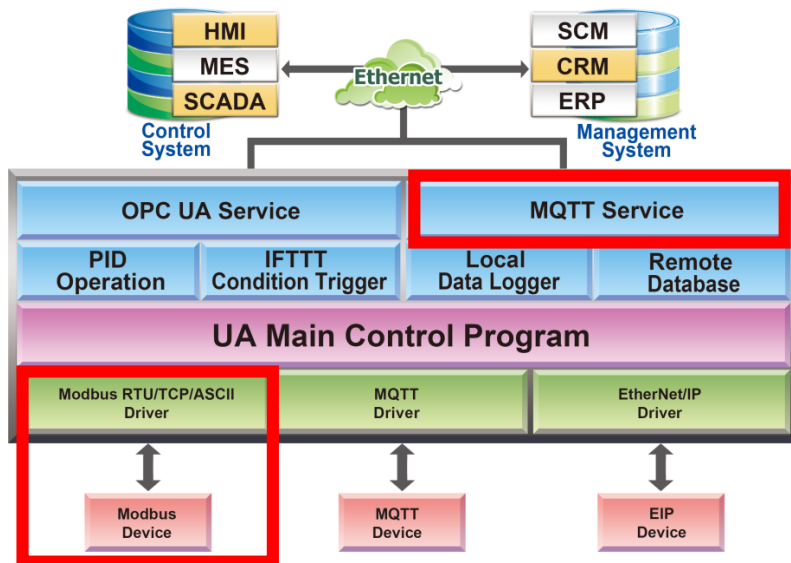 HMI
MES
SCADA
Control
System
Ethernet
SCM
CRM
ERP
Management
System
OPC UA Service
MQTT Service
PID
Operation
IFTTT
Condition Trigger
Local
Data Logger
Remote
Database
UA Main Control Program
Modbus RTU/TCP/ASCII
Driver
MQTT
Driver
EtherNet/IP
Driver
Modbus
Device
MQTT
Device
EIP
Device